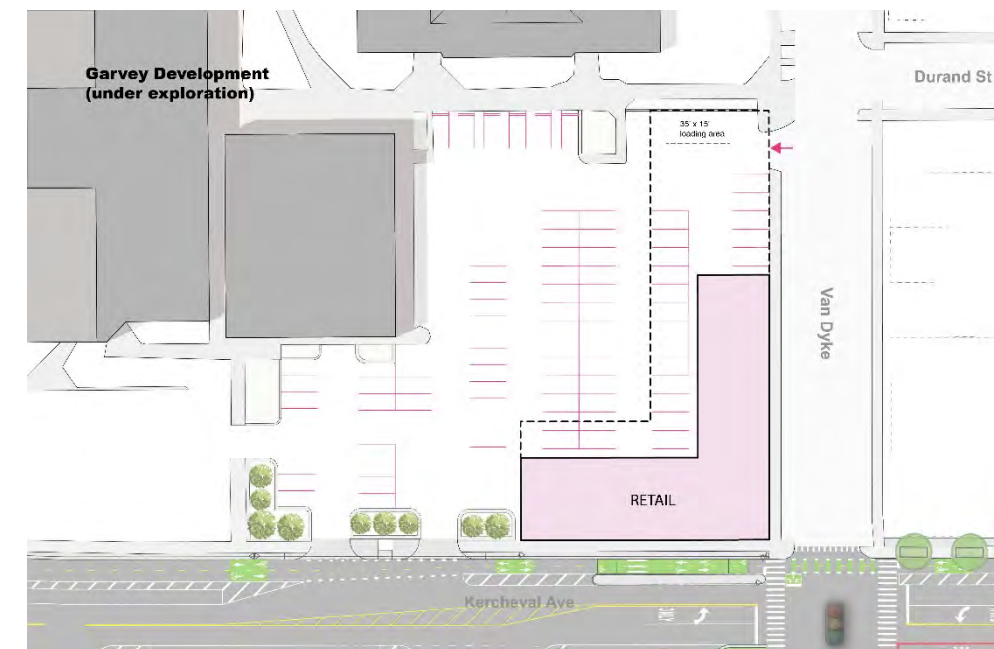 Garvey Development
(under exploration)
Durand St
35' x 15'
loading area
Van Dyke
RETAIL
Kercheval Ave